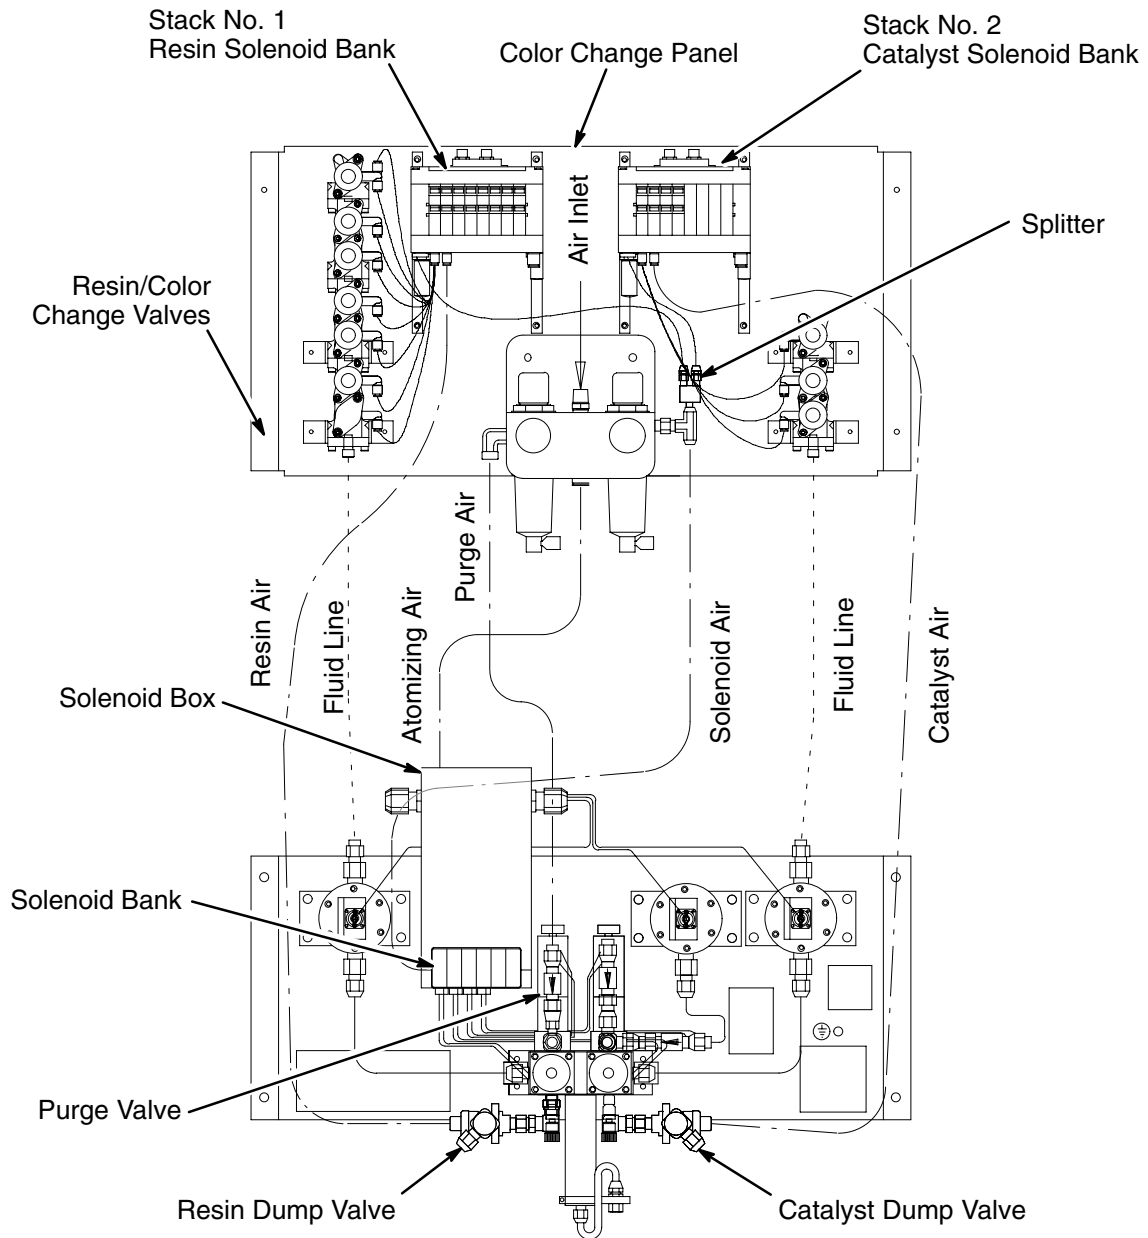 Stack No. 1
Resin Solenoid Bank
Color Change Panel
Stack No. 2
Catalyst Solenoid Bank
Air Inlet
Splitter
Resin/Color
Change Valves
Purge Air
Resin Air
Fluid Line
Atomizing Air
Solenoid Air
Fluid Line
Catalyst Air
Solenoid Box
Solenoid Bank
Purge Valve
Resin Dump Valve
Catalyst Dump Valve